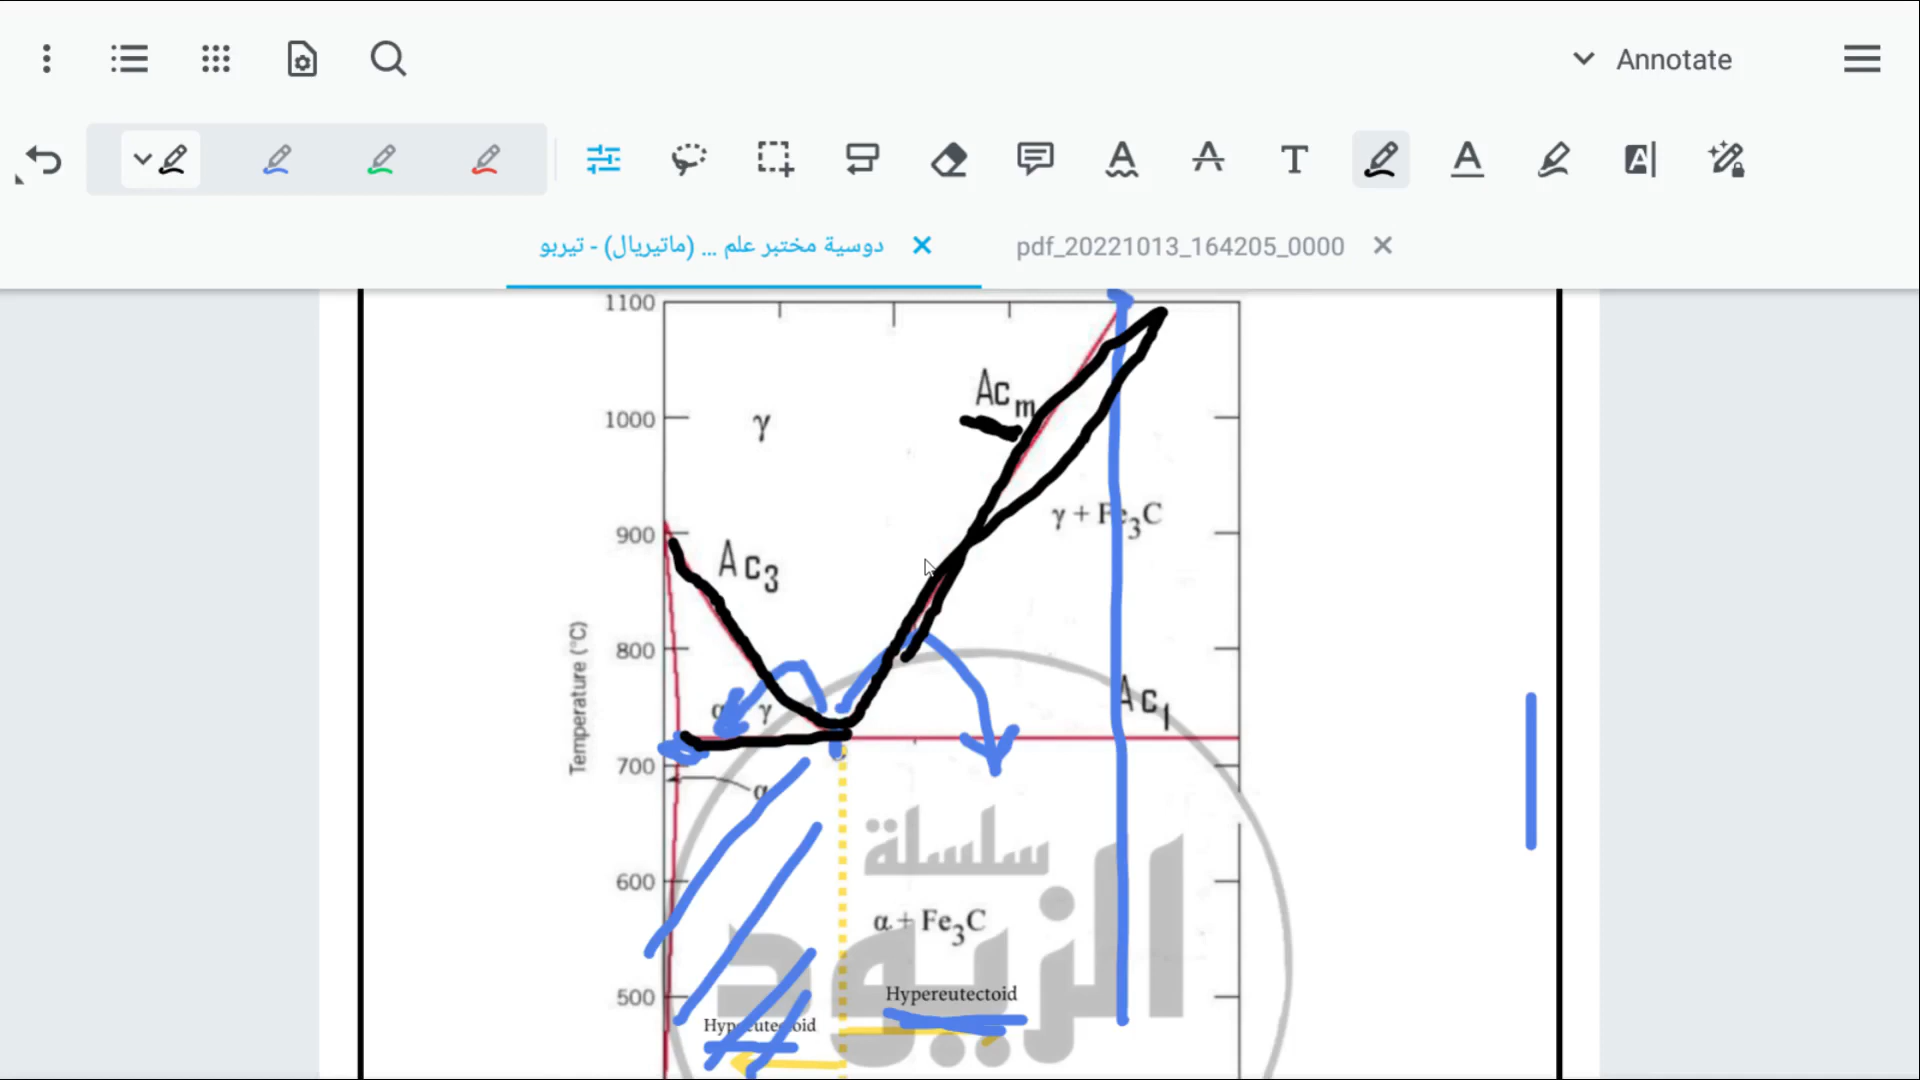 Annotate
دوسية مختبر علم ... (ماتيريال) - تيربو
pdf_20221013_164205_0000
1100
1000
900
800
700
600
500
Temperature (°C)
γ
Acm
γ + Fe3C
Ac3
Ac1
α γ
α
سلسلة
الزيود
α + Fe3C
Hypereutectoid
Hypoeutectoid